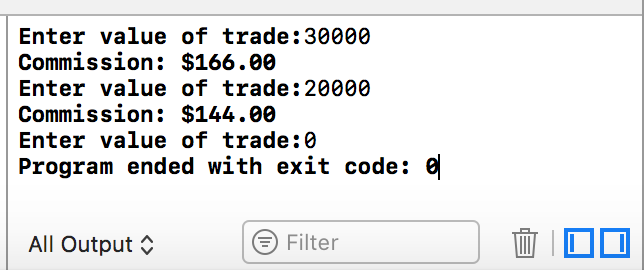 Enter value of trade:30000
Commission: $166.00
Enter value of trade:20000
Commission: $144.00
Enter value of trade:0
Program ended with exit code: 0
All Output
Filter